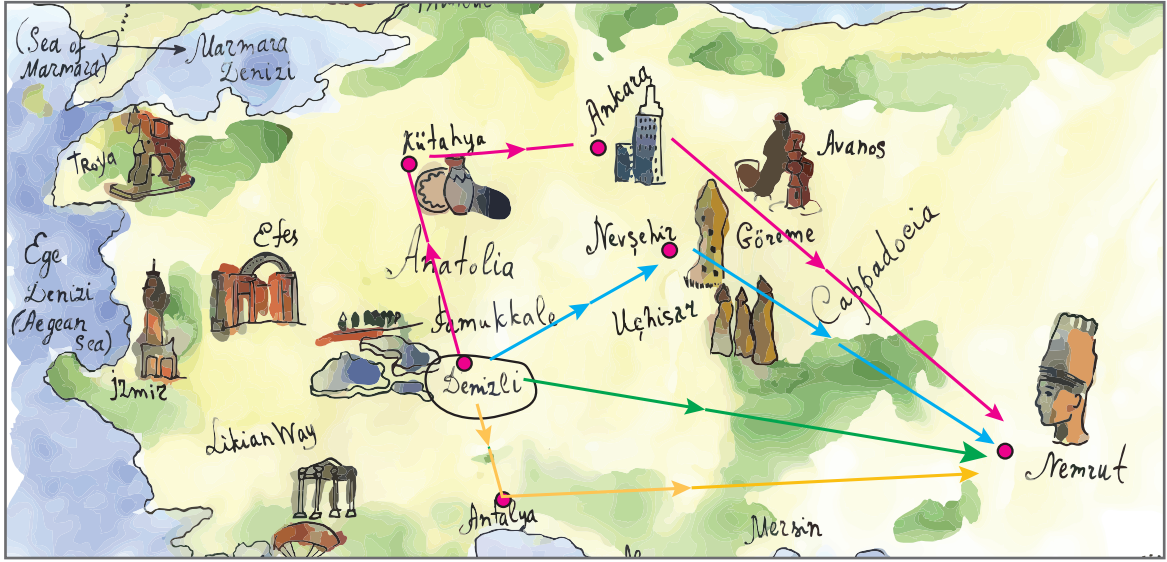 (Sea of
Marmara)
Marmara
Denizi
Ankara
Kütahya
Avanos
Troya
Efes
Nevşehir
Göreme
Ege
Denizi
(Aegean
Sea)
Anatolia
Cappadocia
Pamukkale
Uçhisar
İzmir
Denizli
Likian Way
Nemrut
Antalya
Mersin